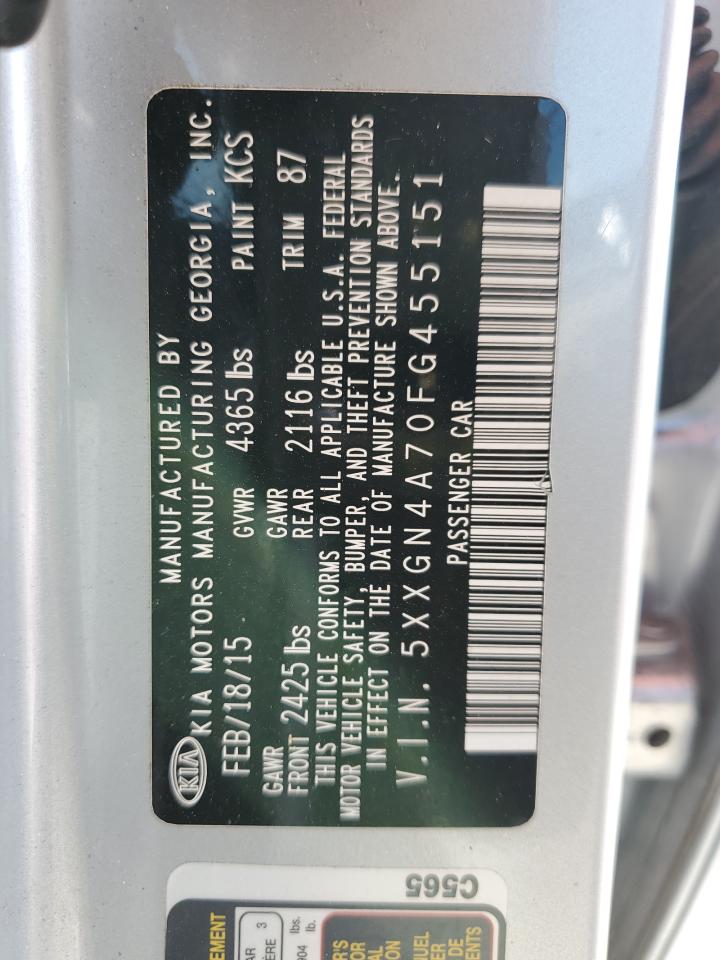 MANUFACTURED BY
KIA KIA MOTORS MANUFACTURING GEORGIA, INC.
FEB/18/15 GVWR 4365 lbs PAINT KCS
GAWR FRONT 2425 lbs GAWR REAR 2116 lbs TRIM 87
THIS VEHICLE CONFORMS TO ALL APPLICABLE U.S.A. FEDERAL
MOTOR VEHICLE SAFETY, BUMPER, AND THEFT PREVENTION STANDARDS
IN EFFECT ON THE DATE OF MANUFACTURE SHOWN ABOVE.
V.I.N. 5XXGN4A70FG455151
PASSENGER CAR
C565